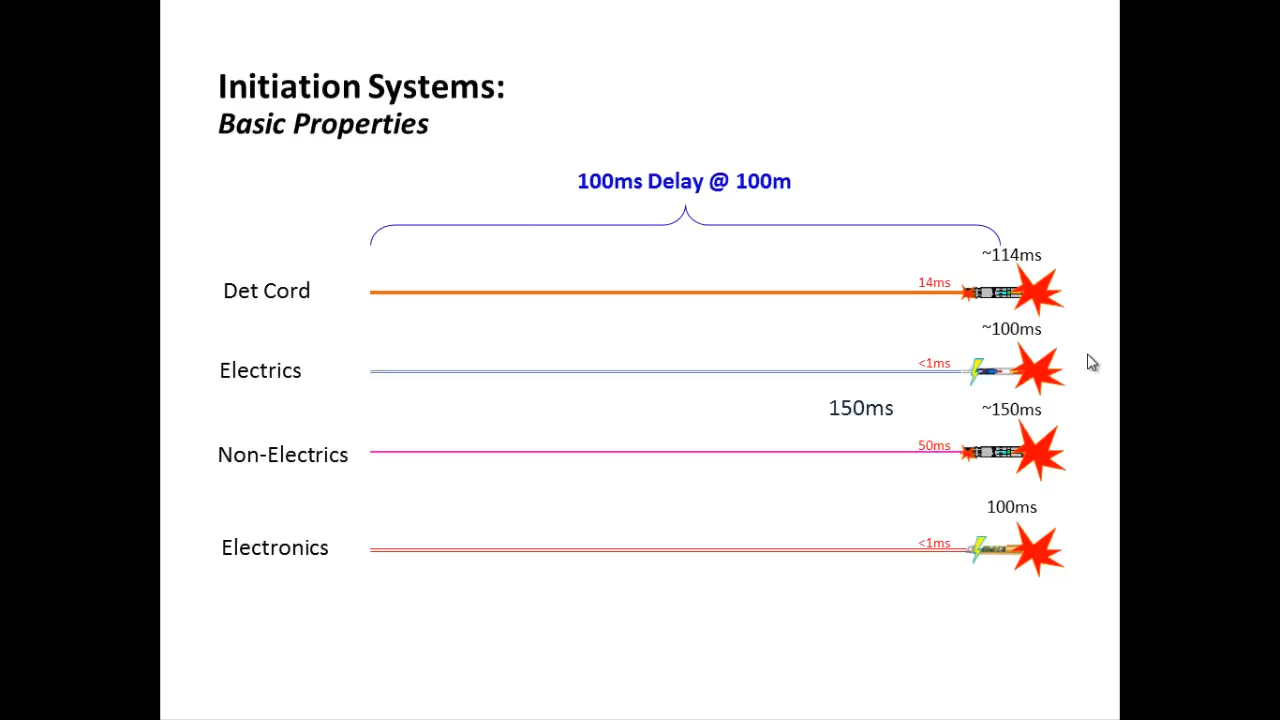 Initiation Systems:
Basic Properties
100ms Delay @ 100m
~114ms
Det Cord
14ms
~100ms
Electrics
<1ms
150ms
~150ms
Non-Electrics
50ms
100ms
Electronics
<1ms